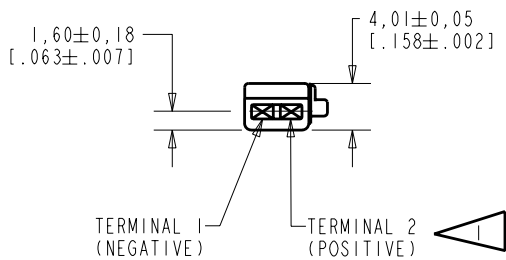 1,60±0,18
[.063±.007]
4,01±0,05
[.158±.002]
TERMINAL 1
(NEGATIVE)
TERMINAL 2
(POSITIVE)
1